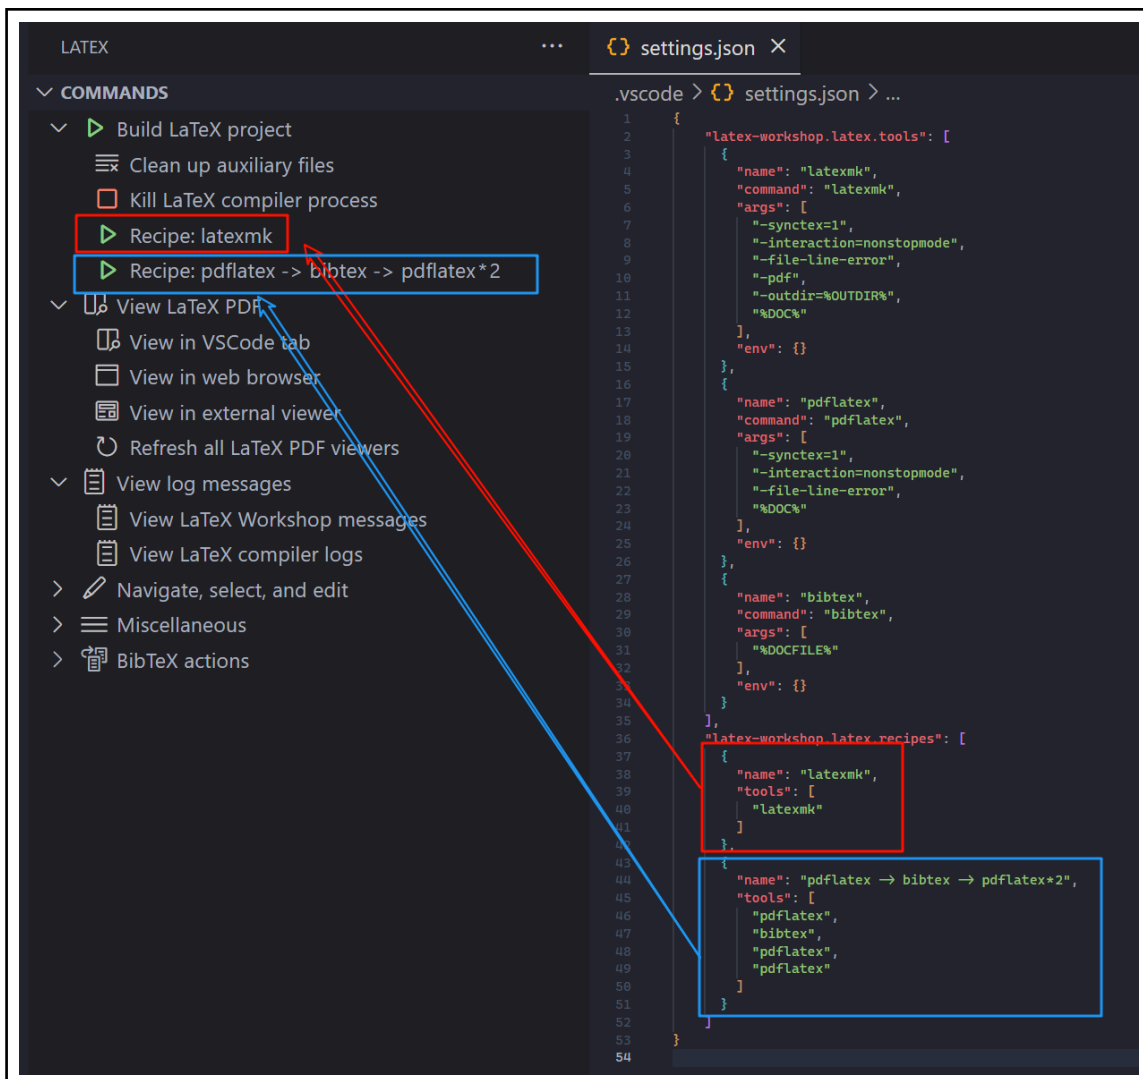 LATEX
COMMANDS
Build LaTeX project
Clean up auxiliary files
Kill LaTeX compiler process
Recipe: latexmk
Recipe: pdflatex -> bibtex -> pdflatex*2
View LaTeX PDF
View in VSCode tab
View in web browser
View in external viewer
Refresh all LaTeX PDF viewers
View log messages
View LaTeX Workshop messages
View LaTeX compiler logs
Navigate, select, and edit
Miscellaneous
BibTeX actions
{} settings.json ×
.vscode > {} settings.json > ...
1 {
2 "latex-workshop.latex.tools": [
3 {
4 "name": "latexmk",
5 "command": "latexmk",
6 "args": [
7 "-synctex=1",
8 "-interaction=nonstopmode",
9 "-file-line-error",
10 "-pdf",
11 "-outdir=%OUTDIR%",
12 "%DOC%"
13 ],
14 "env": {}
15 },
16 {
17 "name": "pdflatex",
18 "command": "pdflatex",
19 "args": [
20 "-synctex=1",
21 "-interaction=nonstopmode",
22 "-file-line-error",
23 "%DOC%"
24 ],
25 "env": {}
26 },
27 {
28 "name": "bibtex",
29 "command": "bibtex",
30 "args": [
31 "%DOCFILE%"
32 ],
33 "env": {}
34 }
35 ],
36 "latex-workshop.latex.recipes": [
37 {
38 "name": "latexmk",
39 "tools": [
40 "latexmk"
41 ]
42 },
43 {
44 "name": "pdflatex → bibtex → pdflatex*2",
45 "tools": [
46 "pdflatex",
47 "bibtex",
48 "pdflatex",
49 "pdflatex"
50 ]
51 }
52 ]
53 }
54